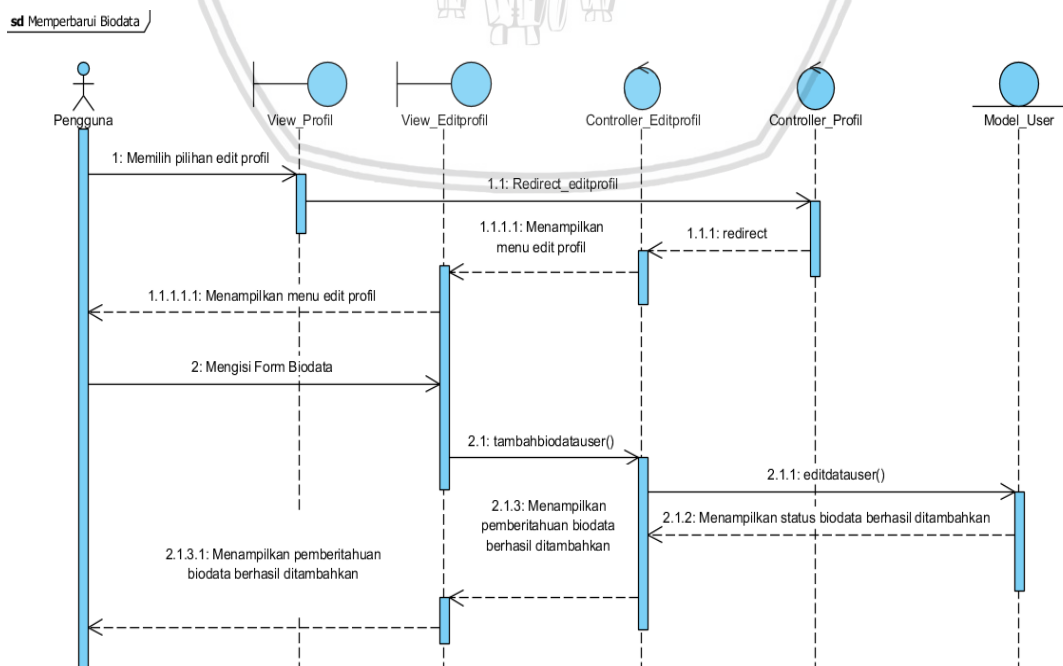 sd Memperbarui Biodata
Pengguna
View_Profil
View_Editprofil
Controller_Editprofil
Controller_Profil
Model_User
1: Memilih pilihan edit profil
1.1: Redirect_editprofil
1.1.1: redirect
1.1.1.1: Menampilkan
menu edit profil
1.1.1.1.1: Menampilkan menu edit profil
2: Mengisi Form Biodata
2.1: tambahbiodatauser()
2.1.1: editdatauser()
2.1.2: Menampilkan status biodata berhasil ditambahkan
2.1.3: Menampilkan
pemberitahuan biodata
berhasil ditambahkan
2.1.3.1: Menampilkan pemberitahuan
biodata berhasil ditambahkan